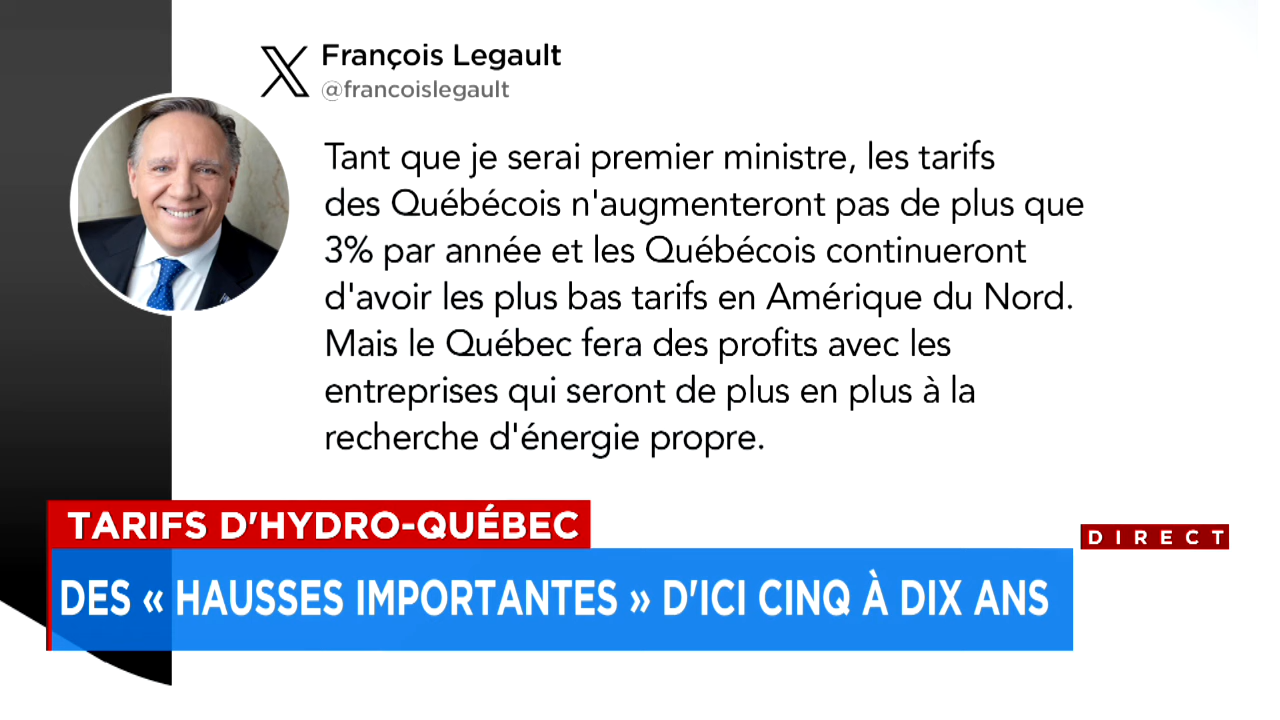 François Legault
@francoislegault
Tant que je serai premier ministre, les tarifs
des Québécois n'augmenteront pas de plus que
3% par année et les Québécois continueront
d'avoir les plus bas tarifs en Amérique du Nord.
Mais le Québec fera des profits avec les
entreprises qui seront de plus en plus à la
recherche d'énergie propre.
TARIFS D'HYDRO-QUÉBEC
DIRECT
DES « HAUSSES IMPORTANTES » D'ICI CINQ À DIX ANS